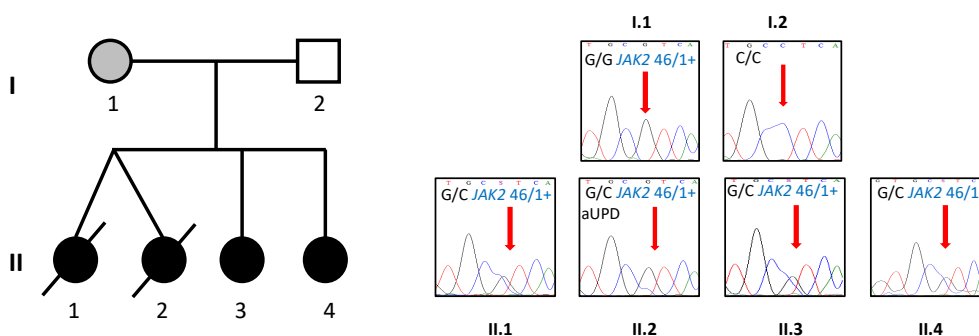 I.1
I.2
T G C G T C A
G/G JAK2 46/1+
T G C C T C A
C/C
I
1
2
T G C S T C A
G/C JAK2 46/1+
T G C G T C A
G/C JAK2 46/1+
aUPD
T G C S T C A
G/C JAK2 46/1+
G T G C S T C
G/C JAK2 46/1
II
1
2
3
4
II.1
II.2
II.3
II.4